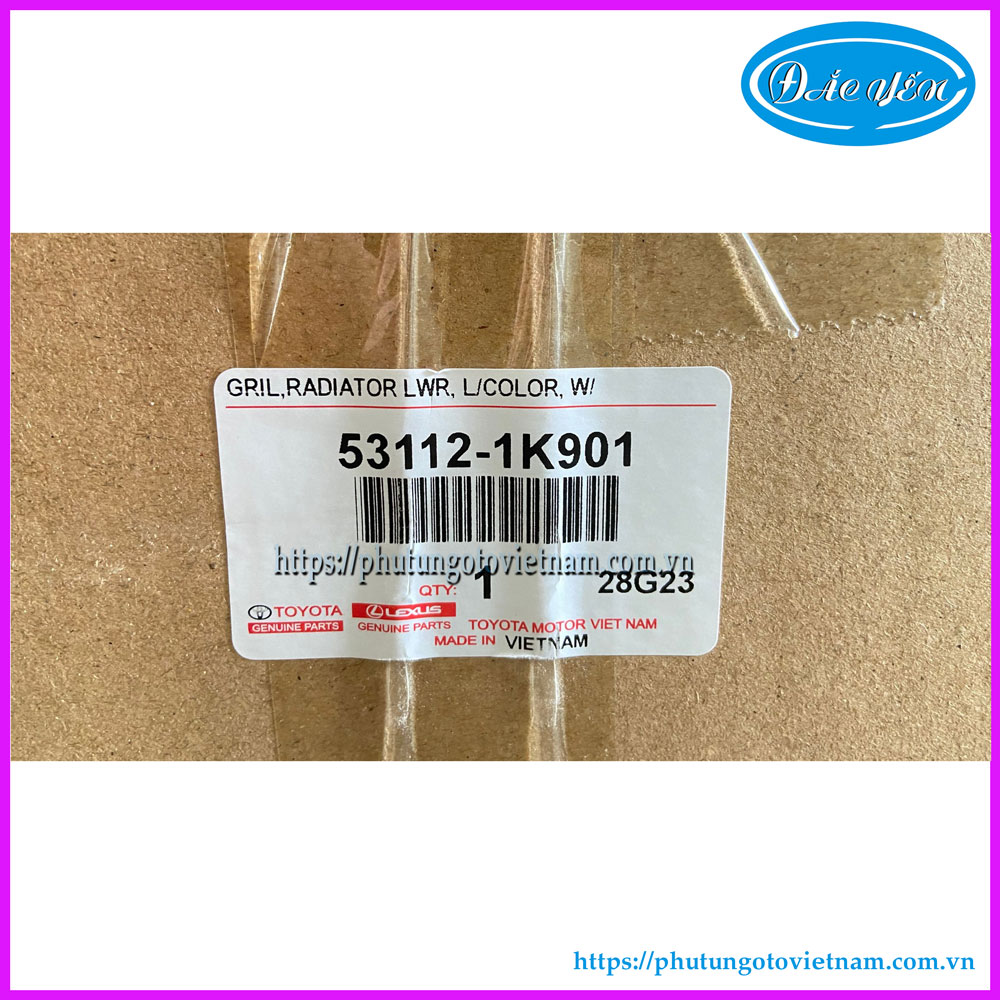 ĐẮC YẾN
GRIL,RADIATOR LWR, L/COLOR, W/
53112-1K901
https://phutungotovietnam.com.vn
QTY: 1 28G23
TOYOTA LEXUS
GENUINE PARTS GENUINE PARTS TOYOTA MOTOR VIET NAM
MADE IN VIETNAM
https://phutungotovietnam.com.vn